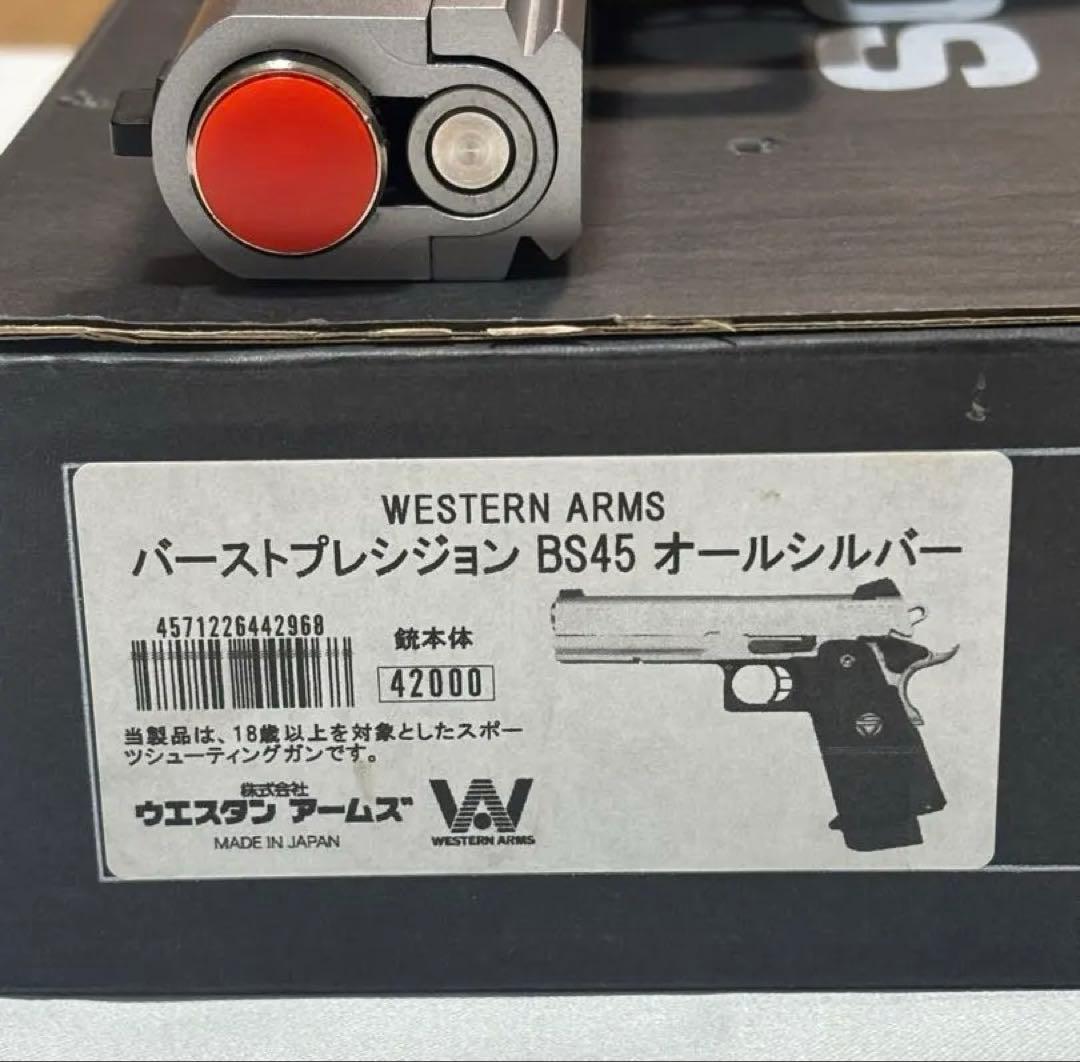 OS
WESTERN ARMS
バーストプレシジョン BS45 オールシルバー
4571226442968
銃本体
42000
当製品は、18歳以上を対象としたスポー
ツシューティングガンです。
株式会社
ウエスタン アームズ
MADE IN JAPAN
WA
WESTERN ARMS